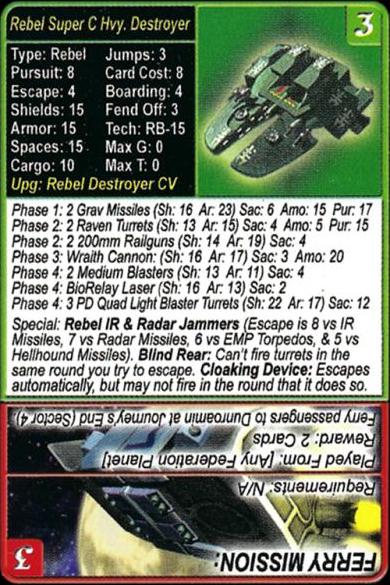 Rebel Super C Hvy. Destroyer
3
Type: Rebel Jumps: 3
Pursuit: 8 Card Cost: 8
Escape: 4 Boarding: 4
Shields: 15 Fend Off: 3
Armor: 15 Tech: RB-15
Spaces: 15 Max G: 0
Cargo: 10 Max T: 0
Upg: Rebel Destroyer CV
Phase 1: 2 Grav Missiles (Sh: 16 Ar: 23) Sac: 6 Amo: 15 Pur: 17
Phase 2: 2 Raven Turrets (Sh: 13 Ar: 15) Sac: 4 Amo: 5 Pur: 15
Phase 2: 2 200mm Railguns (Sh: 14 Ar: 19) Sac: 4
Phase 3: Wraith Cannon: (Sh: 16 Ar: 17) Sac: 3 Amo: 20
Phase 4: 2 Medium Blasters (Sh: 13 Ar: 11) Sac: 4
Phase 4: BioRelay Laser (Sh: 16 Ar: 13) Sac: 2
Phase 4: 3 PD Quad Light Blaster Turrets (Sh: 22 Ar: 17) Sac: 12
Special: Rebel IR & Radar Jammers (Escape is 8 vs IR
Missiles, 7 vs Radar Missiles, 6 vs EMP Torpedos, & 5 vs
Hellhound Missiles). Blind Rear: Can't fire turrets in the
same round you try to escape. Cloaking Device: Escapes
automatically, but may not fire in the round that it does so.
FERRY MISSION:
£
Requirements: N/A
Played From: [Any Federation Planet]
Reward: 2 Cards
Ferry passengers to Dunroamin at Journey's End (Sector 4)